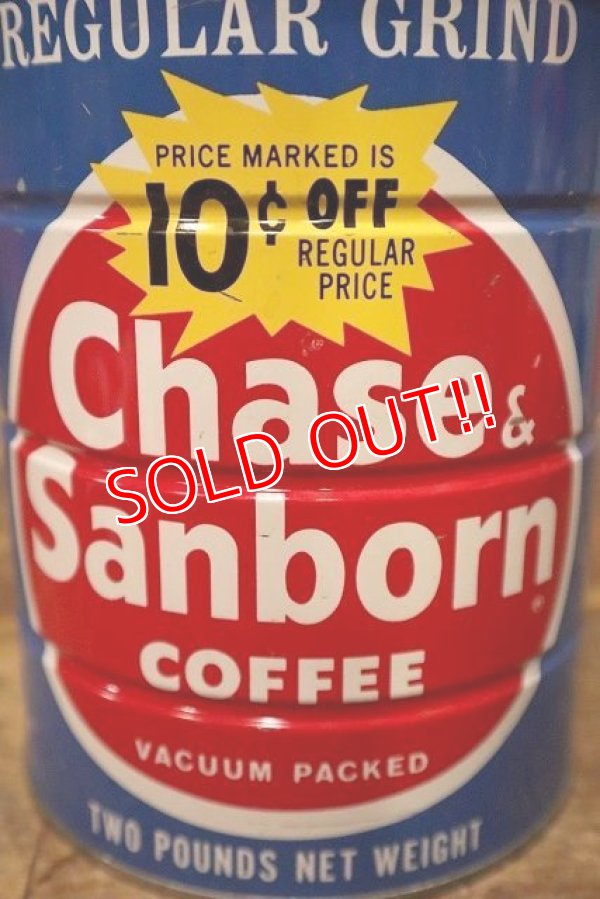 REGULAR GRIND
PRICE MARKED IS
10¢ OFF
REGULAR
PRICE
Chase &
SOLD OUT!!
Sanborn®
COFFEE
VACUUM PACKED
TWO POUNDS NET WEIGHT